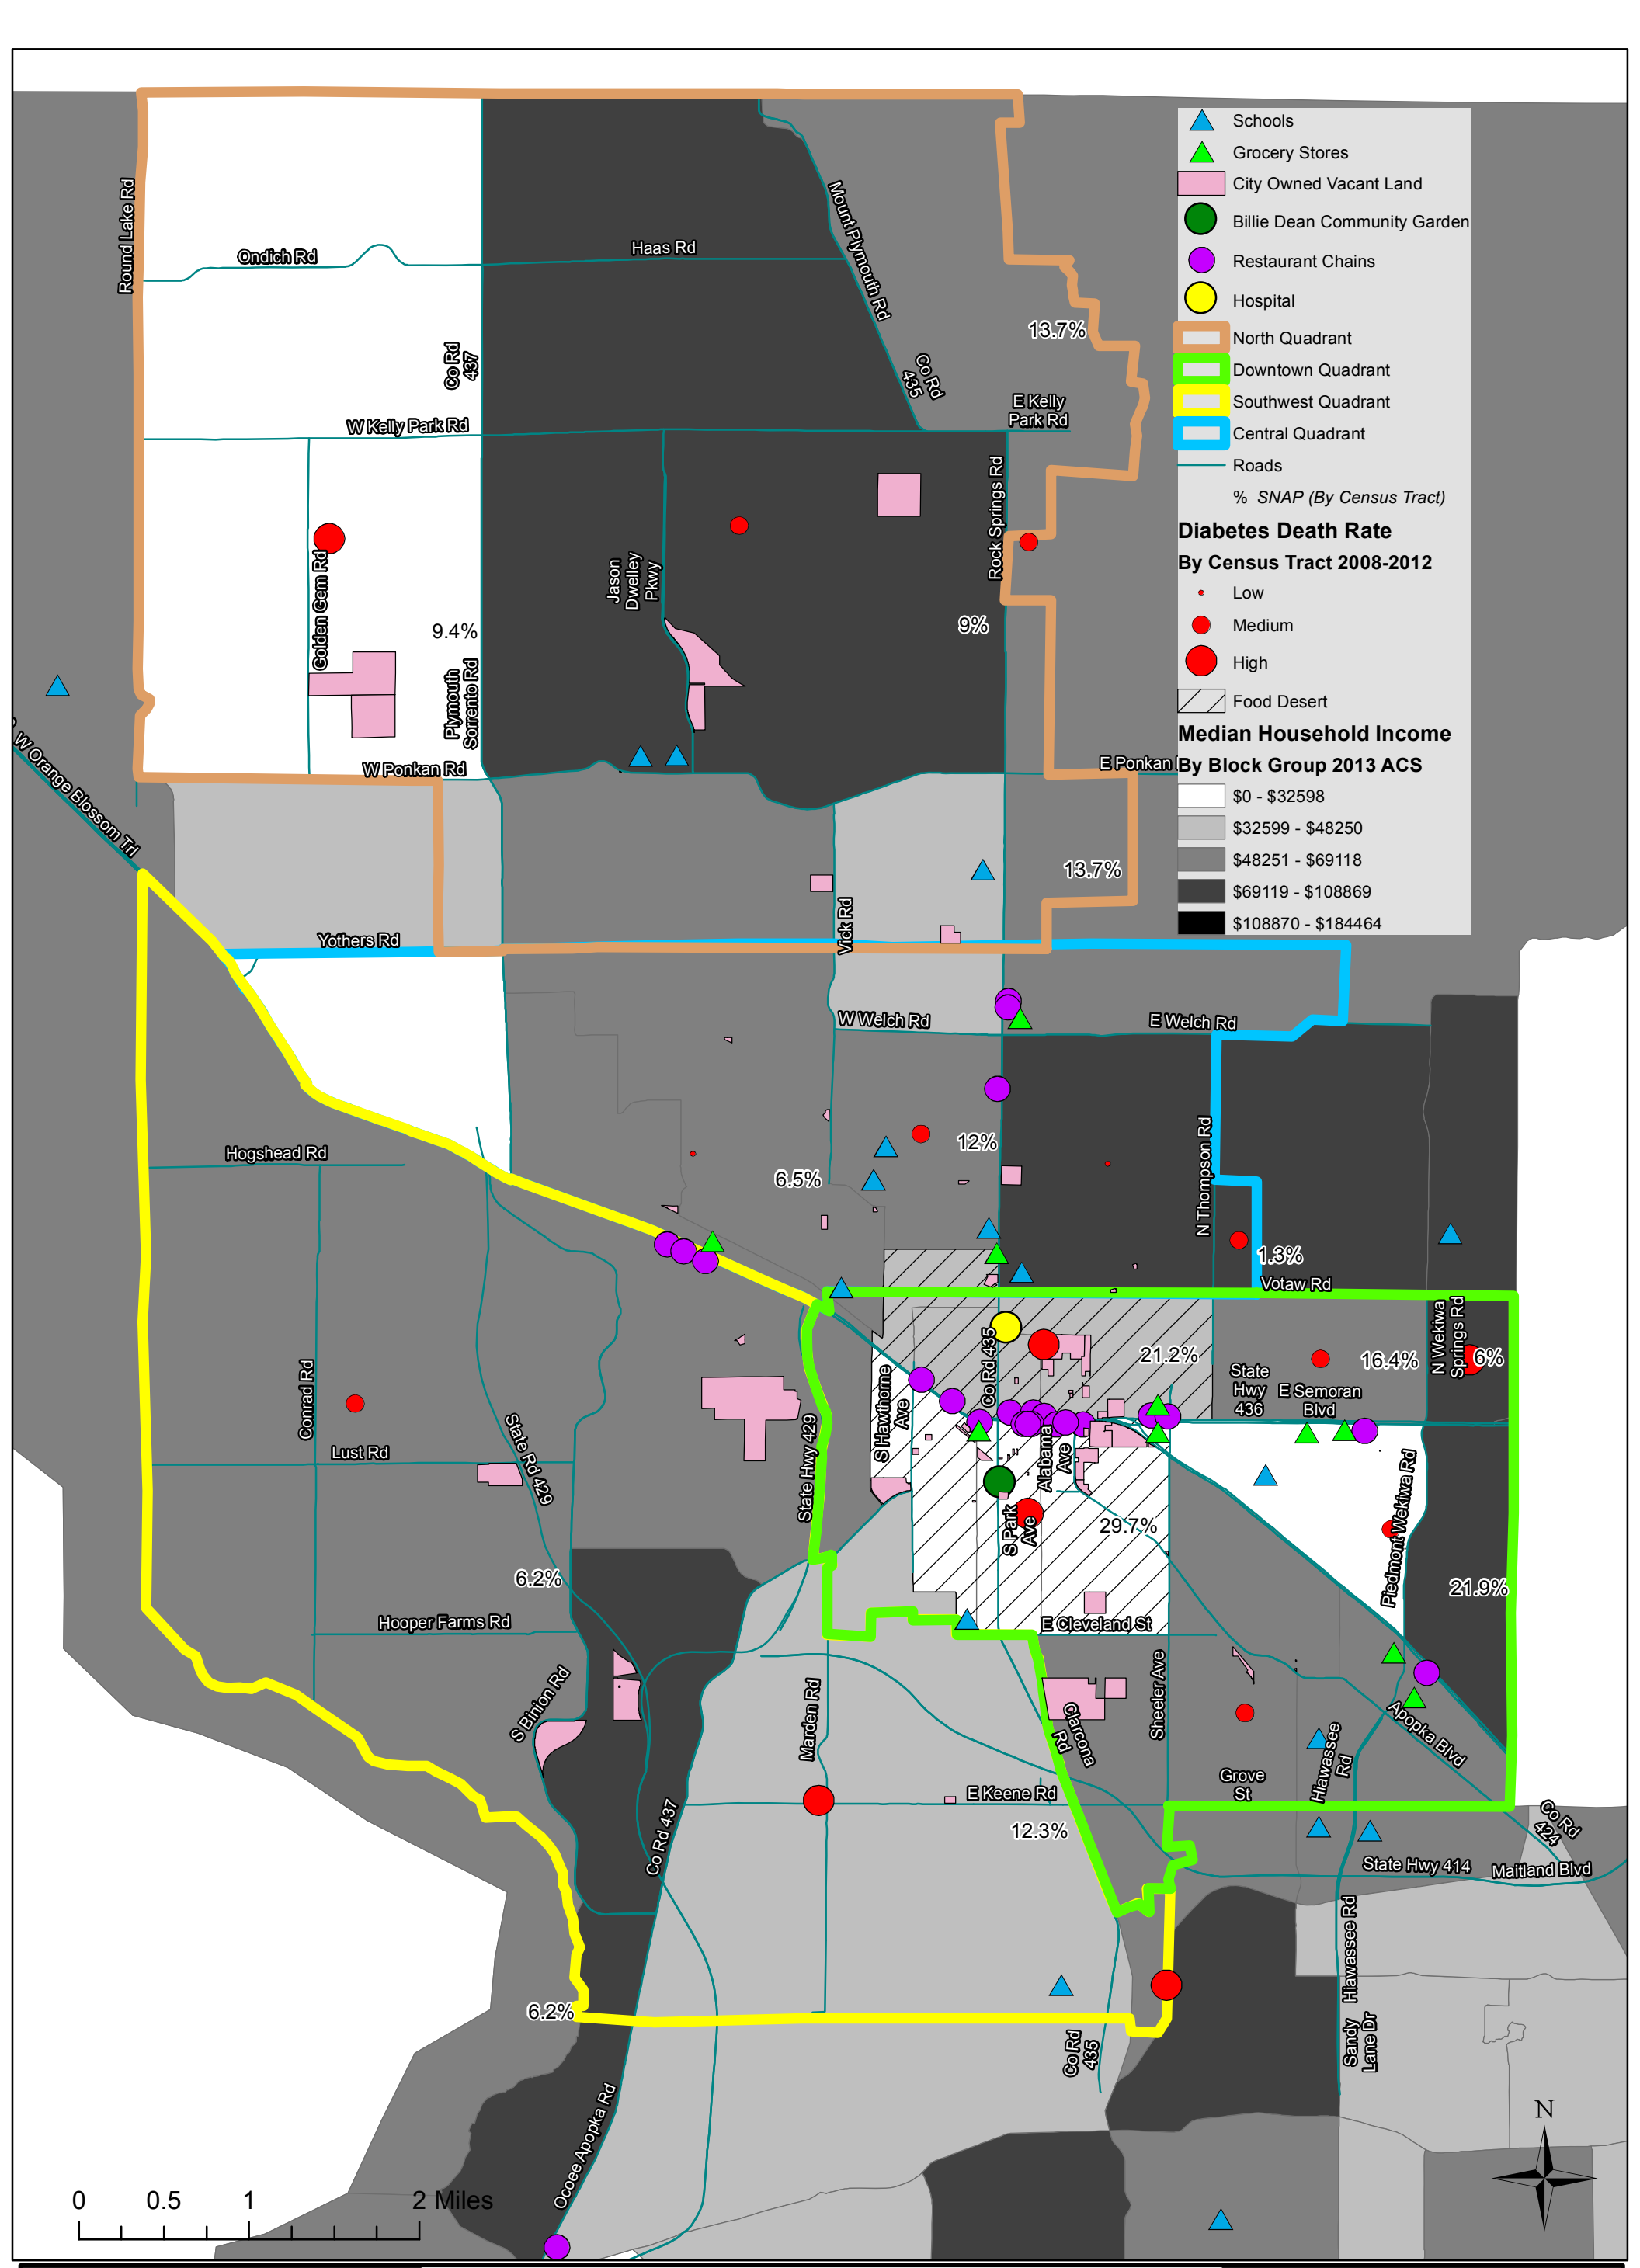 Schools
Grocery Stores
City Owned Vacant Land
Billie Dean Community Garden
Restaurant Chains
Hospital
North Quadrant
Downtown Quadrant
Southwest Quadrant
Central Quadrant
Roads
% SNAP (By Census Tract)
Diabetes Death Rate
By Census Tract 2008-2012
Low
Medium
High
Food Desert
Median Household Income
By Block Group 2013 ACS
$0 - $32598
$32599 - $48250
$48251 - $69118
$69119 - $108869
$108870 - $184464
Round Lake Rd
Ondich Rd
Haas Rd
Mount Plymouth Rd
13.7%
Co Rd
437
Co Rd
435
E Kelly
Park Rd
W Kelly Park Rd
Rock Springs Rd
Golden Gem Rd
Jason
Dwelley
Pkwy
9.4%
9%
Plymouth
Sorrento Rd
W Orange Blossom Trl
W Ponkan Rd
E Ponkan
13.7%
Vick Rd
Yothers Rd
W Welch Rd
E Welch Rd
N Thompson Rd
12%
6.5%
Hogshead Rd
1.3%
Votaw Rd
N Wekiwa
Springs Rd
Co Rd 435
21.2%
16.4%
6%
State
Hwy
436
E Semoran
Blvd
Conrad Rd
S Hawthorne
Ave
Alabama
Ave
State Rd 429
State Hwy 429
Lust Rd
Piedmont Wekiwa Rd
S Park
Ave
29.7%
6.2%
21.9%
Hooper Farms Rd
E Cleveland St
S Binion Rd
Marden Rd
Clarcona
Rd
Sheeler Ave
Hiawassee
Rd
Apopka Blvd
Grove
St
E Keene Rd
Co Rd 437
12.3%
Co Rd
424
State Hwy 414
Maitland Blvd
Hiawassee Rd
6.2%
Co Rd
435
Sandy
Lane Dr
Ocoee Apopka Rd
N
0 0.5 1 2 Miles